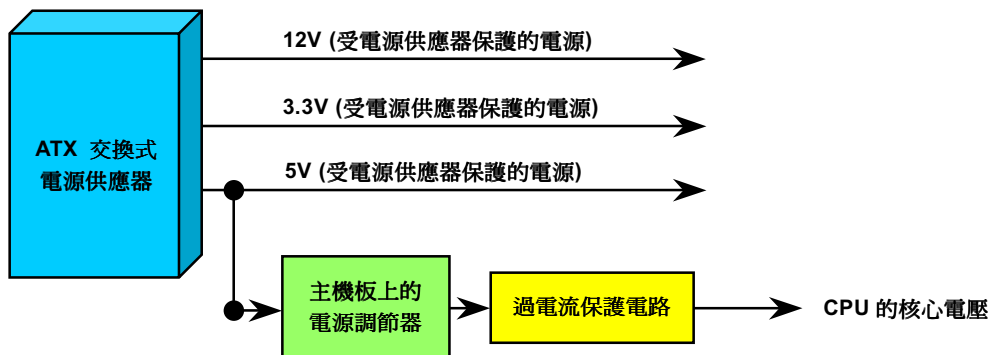 12V (受電源供應器保護的電源)
3.3V (受電源供應器保護的電源)
ATX 交換式
電源供應器
5V (受電源供應器保護的電源)
主機板上的
電源調節器
過電流保護電路
CPU 的核心電壓